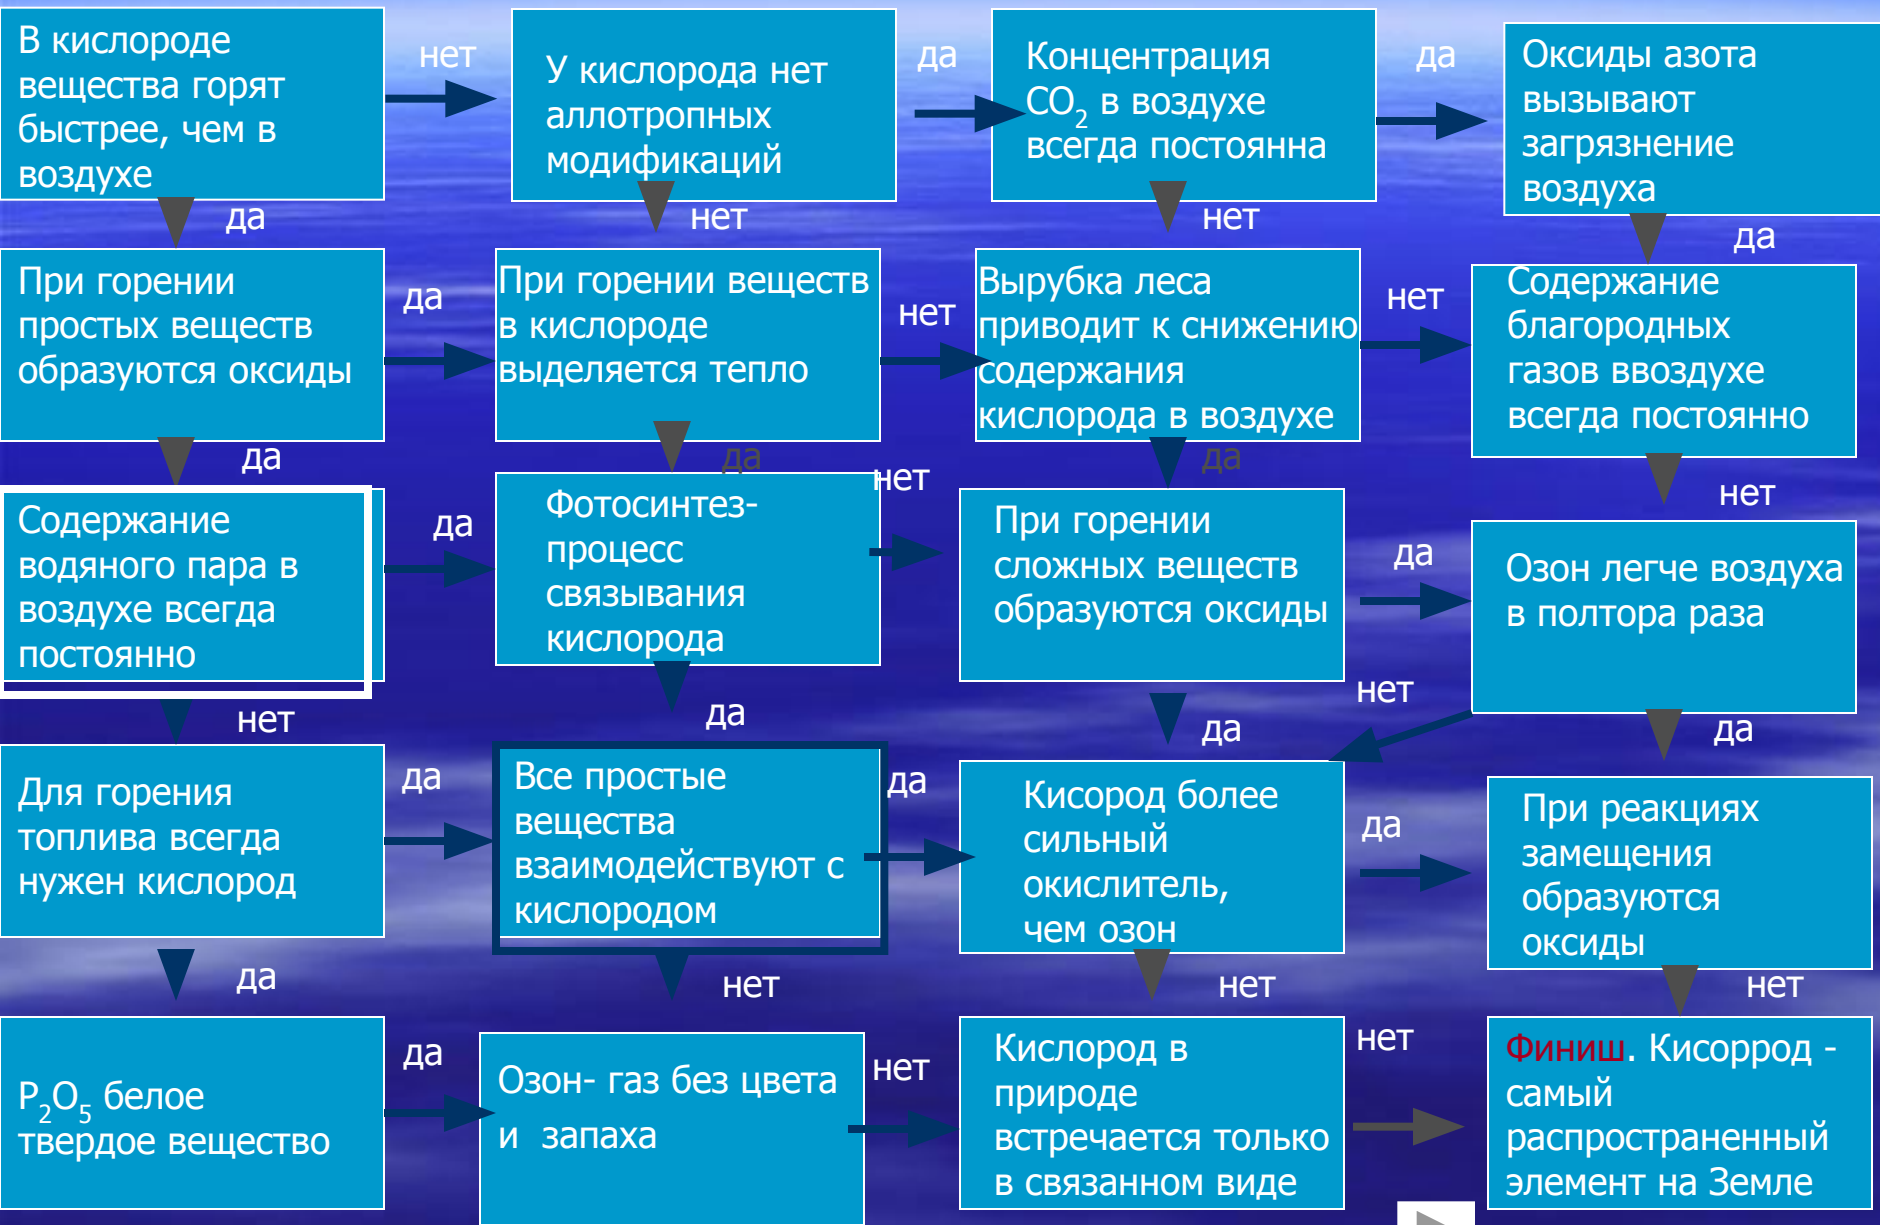 В кислороде
вещества горят
быстрее, чем в
воздухе
нет
У кислорода нет
аллотропных
модификаций
да
Концентрация
CO2 в воздухе
всегда постоянна
да
Оксиды азота
вызывают
загрязнение
воздуха
да
нет
нет
да
При горении
простых веществ
образуются оксиды
да
При горении веществ
в кислороде
выделяется тепло
нет
Вырубка леса
приводит к снижению
содержания
кислорода в воздухе
нет
Содержание
благородных
газов ввоздухе
всегда постоянно
да
да
да
нет
Содержание
водяного пара в
воздухе всегда
постоянно
да
Фотосинтез-
процесс
связывания
кислорода
нет
При горении
сложных веществ
образуются оксиды
да
Озон легче воздуха
в полтора раза
нет
нет
да
да
да
Для горения
топлива всегда
нужен кислород
да
Все простые
вещества
взаимодействуют с
кислородом
да
Кисород более
сильный
окислитель,
чем озон
да
При реакциях
замещения
образуются
оксиды
да
нет
нет
нет
P2O5 белое
твердое вещество
да
Озон- газ без цвета
и запаха
нет
Кислород в
природе
встречается только
в связанном виде
нет
Финиш. Кисоррод -
самый
распространенный
элемент на Земле